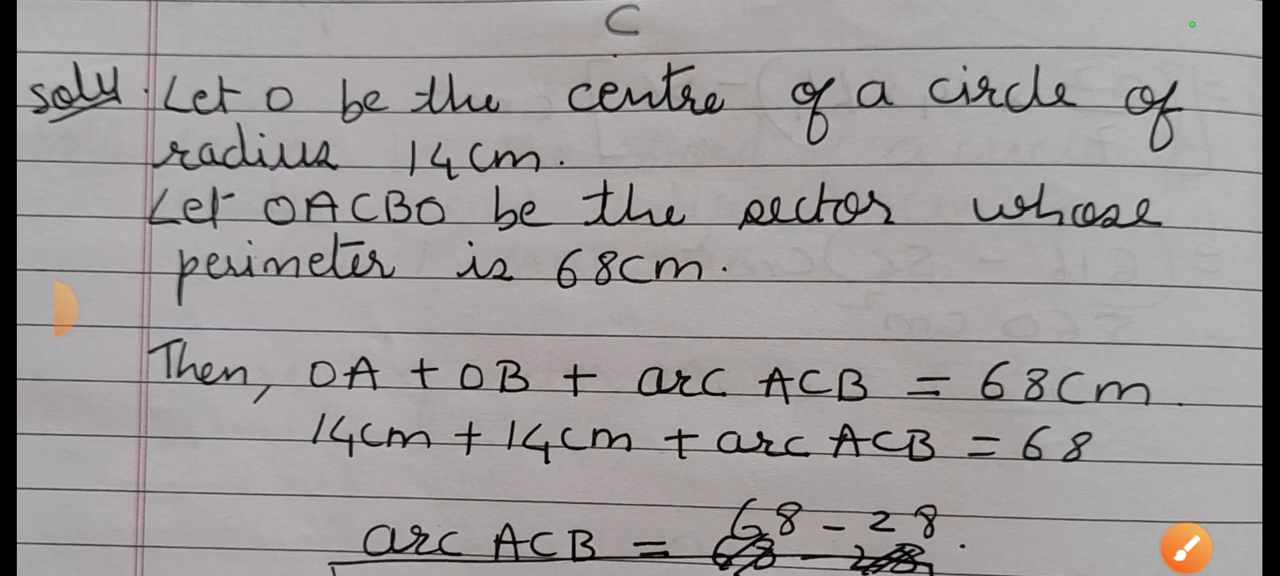 C
soln. Let O be the centre of a circle of
radius 14cm.
Let OACBO be the sector whose
perimeter is 68cm.
Then, OA + OB + arc ACB = 68cm.
14cm + 14cm + arc ACB = 68
arc ACB = 68 - 28.